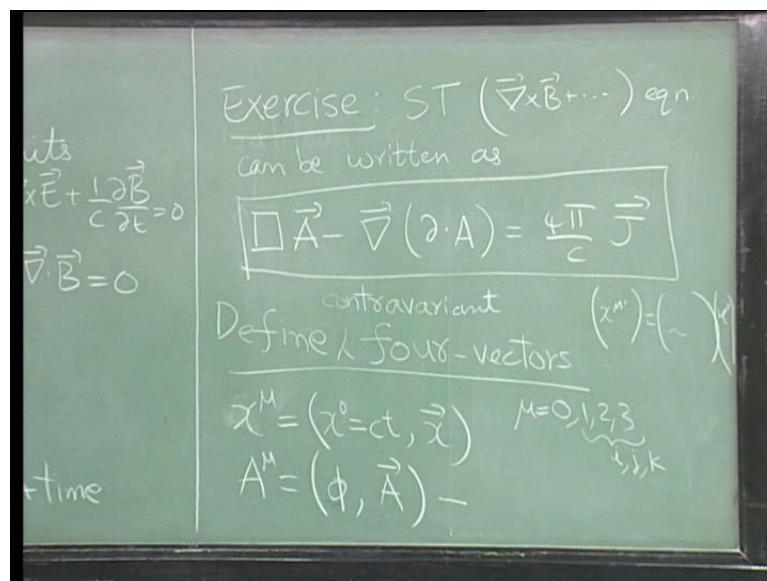 its
×E⃗ + 1/c ∂B⃗/∂t = 0
∇⃗·B⃗ = 0
+time
Exercise: ST (∇⃗×B⃗+···) eqn
can be written as
□A⃗ − ∇⃗(∂·A) = 4π/c J⃗
contravariant
Define ⁁ four-vectors
(x^μ') = ( ~ )
x^μ = (x⁰=ct, x⃗) μ=0,1,2,3
i,j,k
A^μ = (ϕ, A⃗) −